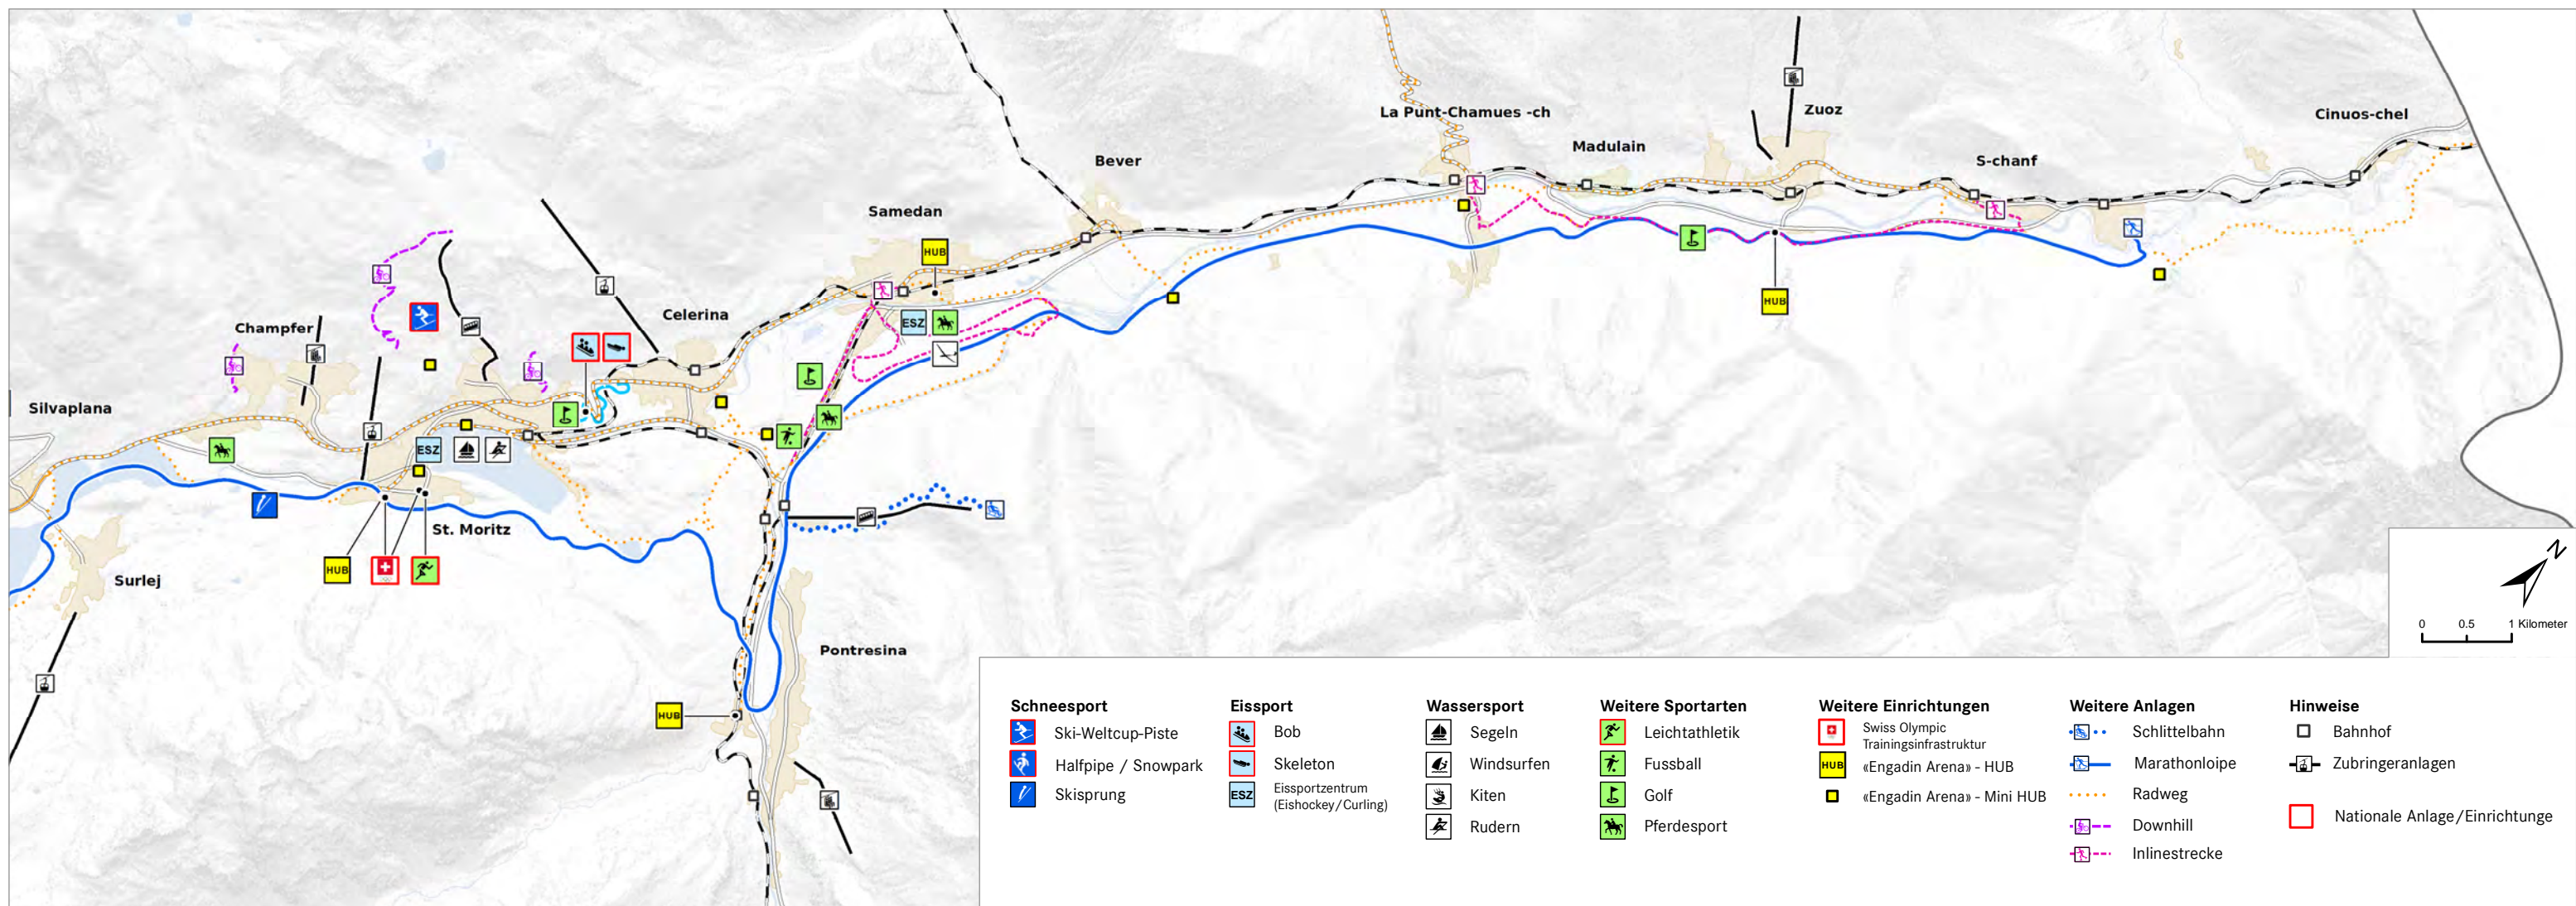 La Punt-Chamues -ch
Zuoz
Cinuos-chel
Madulain
Bever
S-chanf
Samedan
HUB
Celerina
ESZ
HUB
Champfer
Silvaplana
ESZ
St. Moritz
HUB
Surlej
Pontresina
HUB
N
0 0.5 1 Kilometer
Schneesport
Ski-Weltcup-Piste
Halfpipe / Snowpark
Skisprung
Eissport
Bob
Skeleton
ESZ
Eissportzentrum
(Eishockey/Curling)
Wassersport
Segeln
Windsurfen
Kiten
Rudern
Weitere Sportarten
Leichtathletik
Fussball
Golf
Pferdesport
Weitere Einrichtungen
Swiss Olympic
Trainingsinfrastruktur
HUB «Engadin Arena» - HUB
«Engadin Arena» - Mini HUB
Weitere Anlagen
Schlittelbahn
Marathonloipe
Radweg
Downhill
Inlinestrecke
Hinweise
Bahnhof
Zubringeranlagen
Nationale Anlage/Einrichtunge